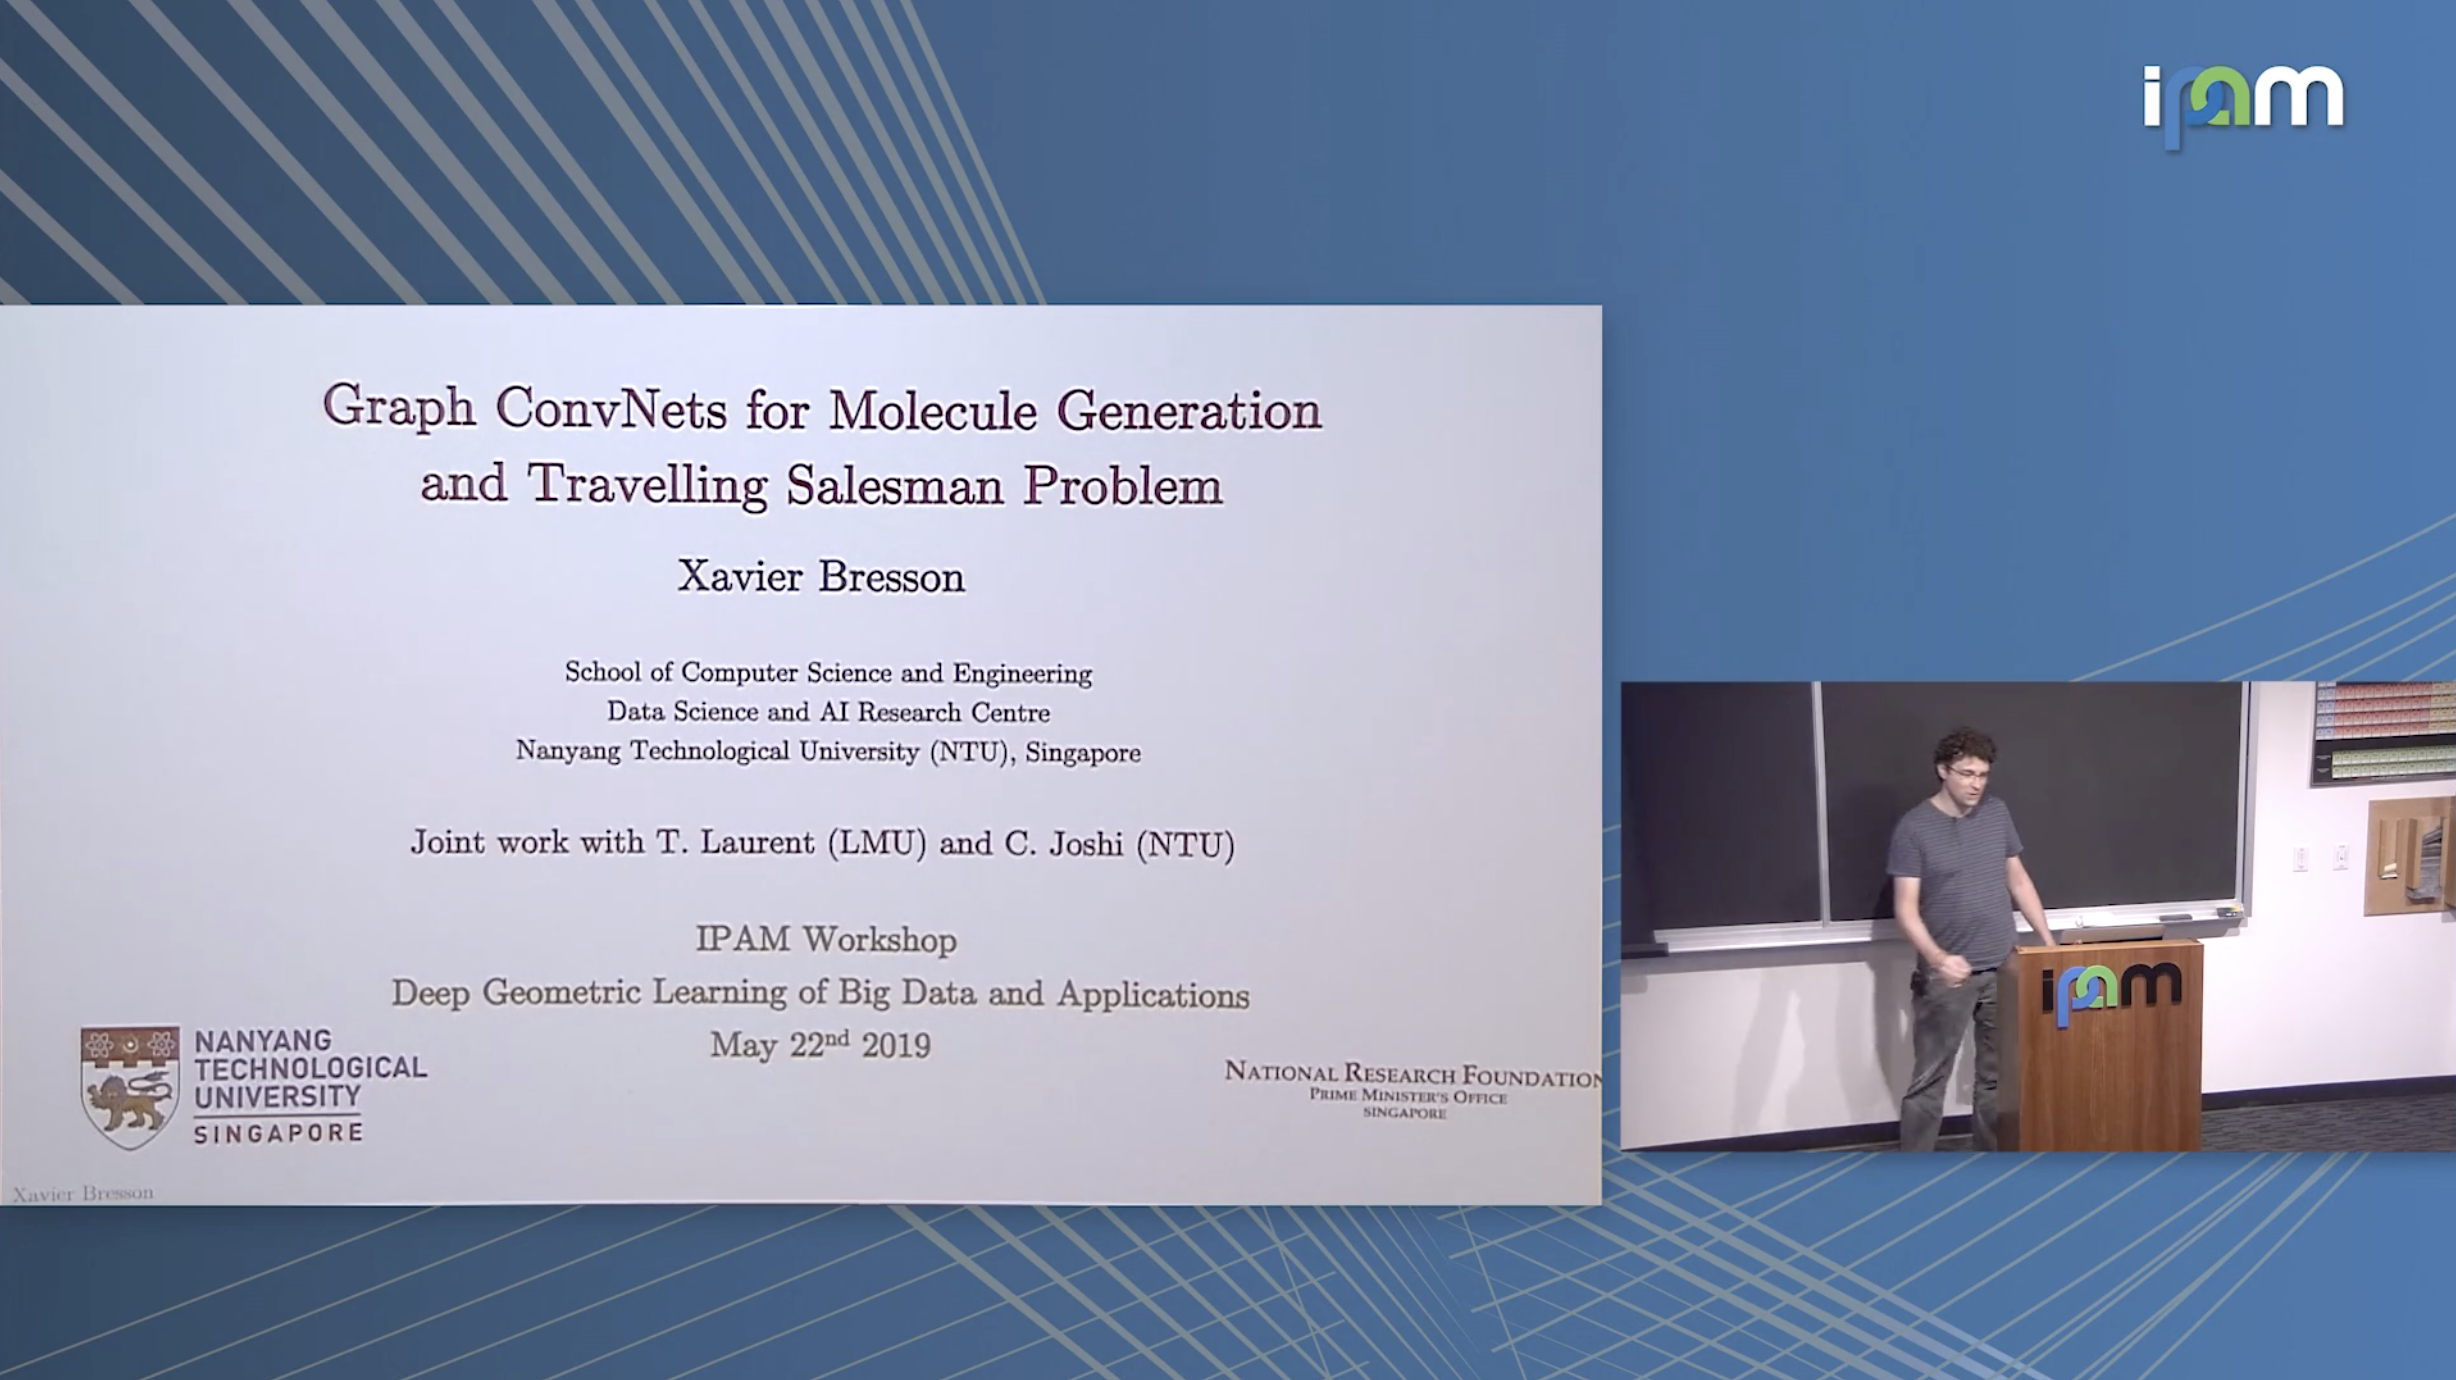 ipam
Graph ConvNets for Molecule Generation
and Travelling Salesman Problem
Xavier Bresson
School of Computer Science and Engineering
Data Science and AI Research Centre
Nanyang Technological University (NTU), Singapore
Joint work with T. Laurent (LMU) and C. Joshi (NTU)
IPAM Workshop
Deep Geometric Learning of Big Data and Applications
May 22nd 2019
NANYANG
TECHNOLOGICAL
UNIVERSITY
SINGAPORE
NATIONAL RESEARCH FOUNDATION
PRIME MINISTER'S OFFICE
SINGAPORE
Xavier Bresson
ipam